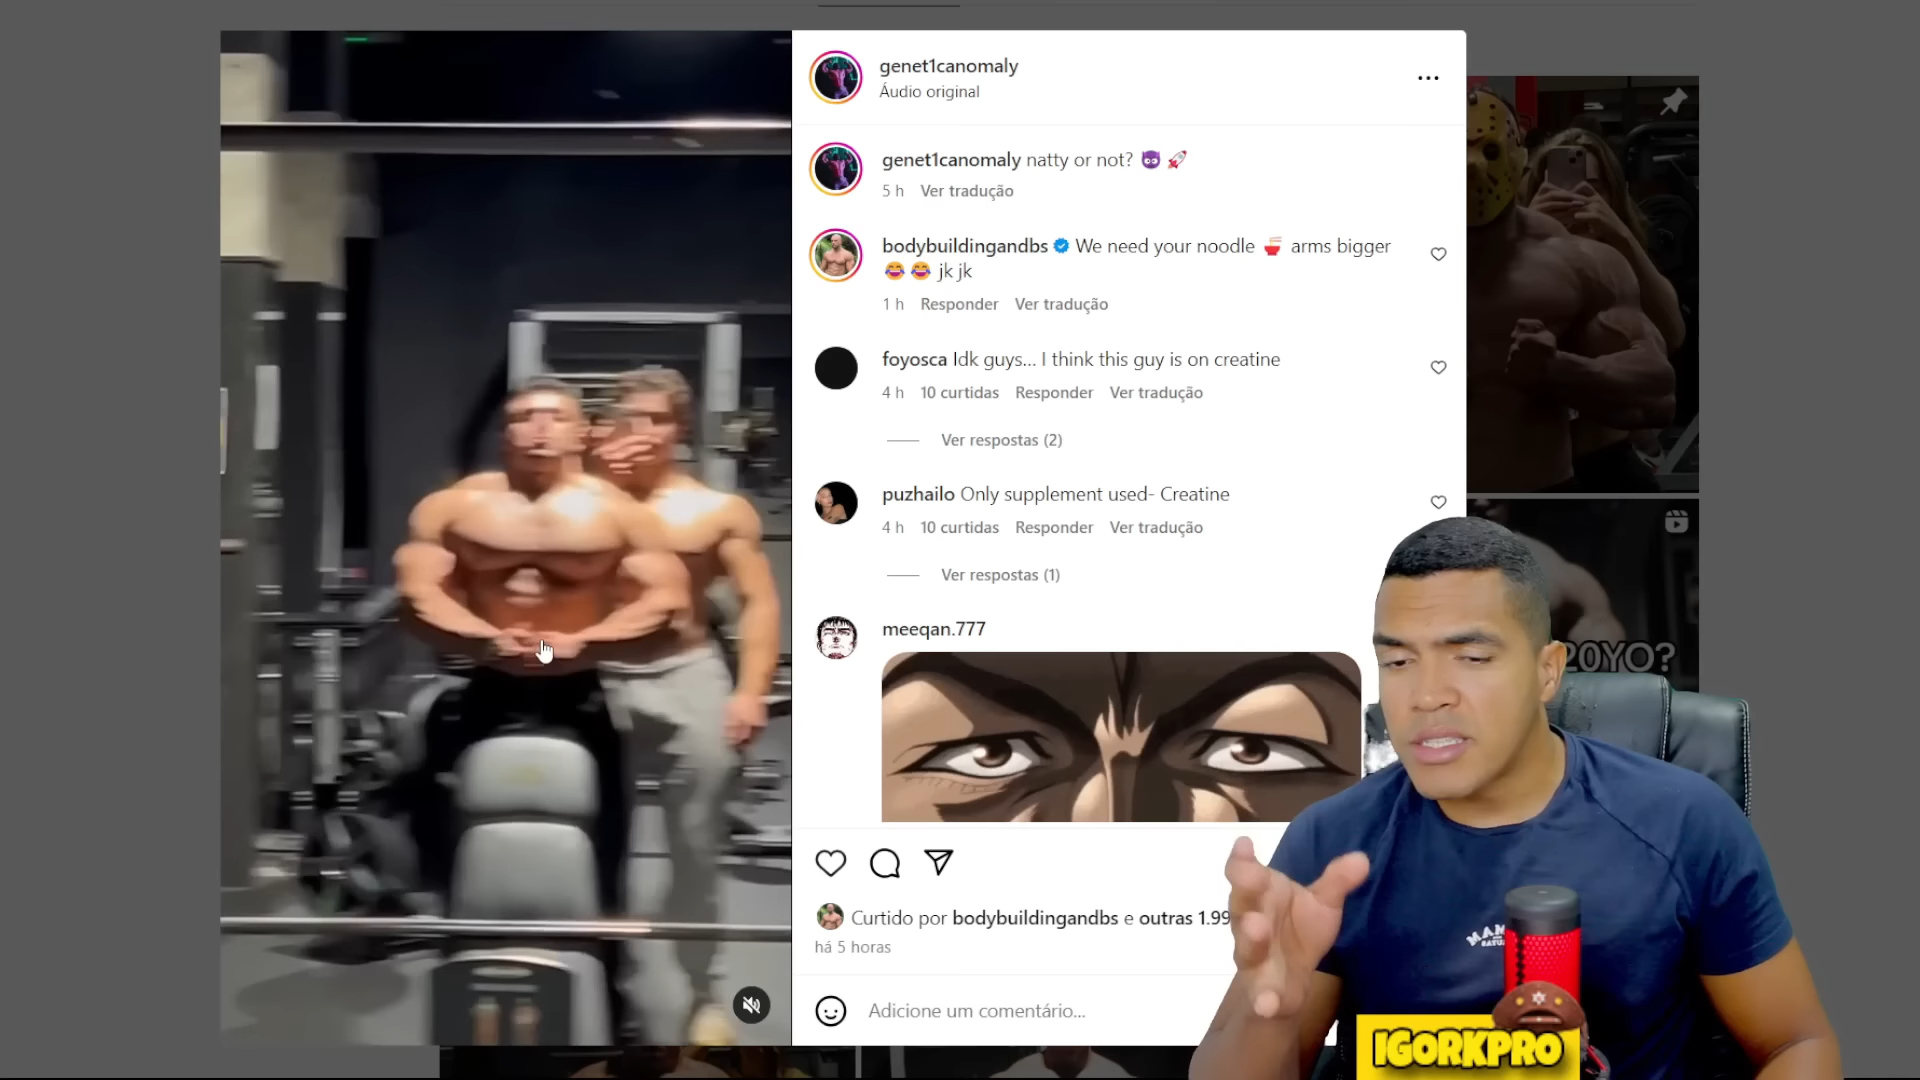 genet1canomaly
Áudio original
genet1canomaly natty or not? 😈 🚀
5 h Ver tradução
bodybuildingandbs We need your noodle 🍜 arms bigger
😂 😂 jk jk
1 h Responder Ver tradução
foyosca Idk guys... I think this guy is on creatine
4 h 10 curtidas Responder Ver tradução
Ver respostas (2)
puzhailo Only supplement used- Creatine
4 h 10 curtidas Responder Ver tradução
Ver respostas (1)
meeqan.777
20YO?
Curtido por bodybuildingandbs e outras 1.99
há 5 horas
Adicione um comentário...
IGORKPRO